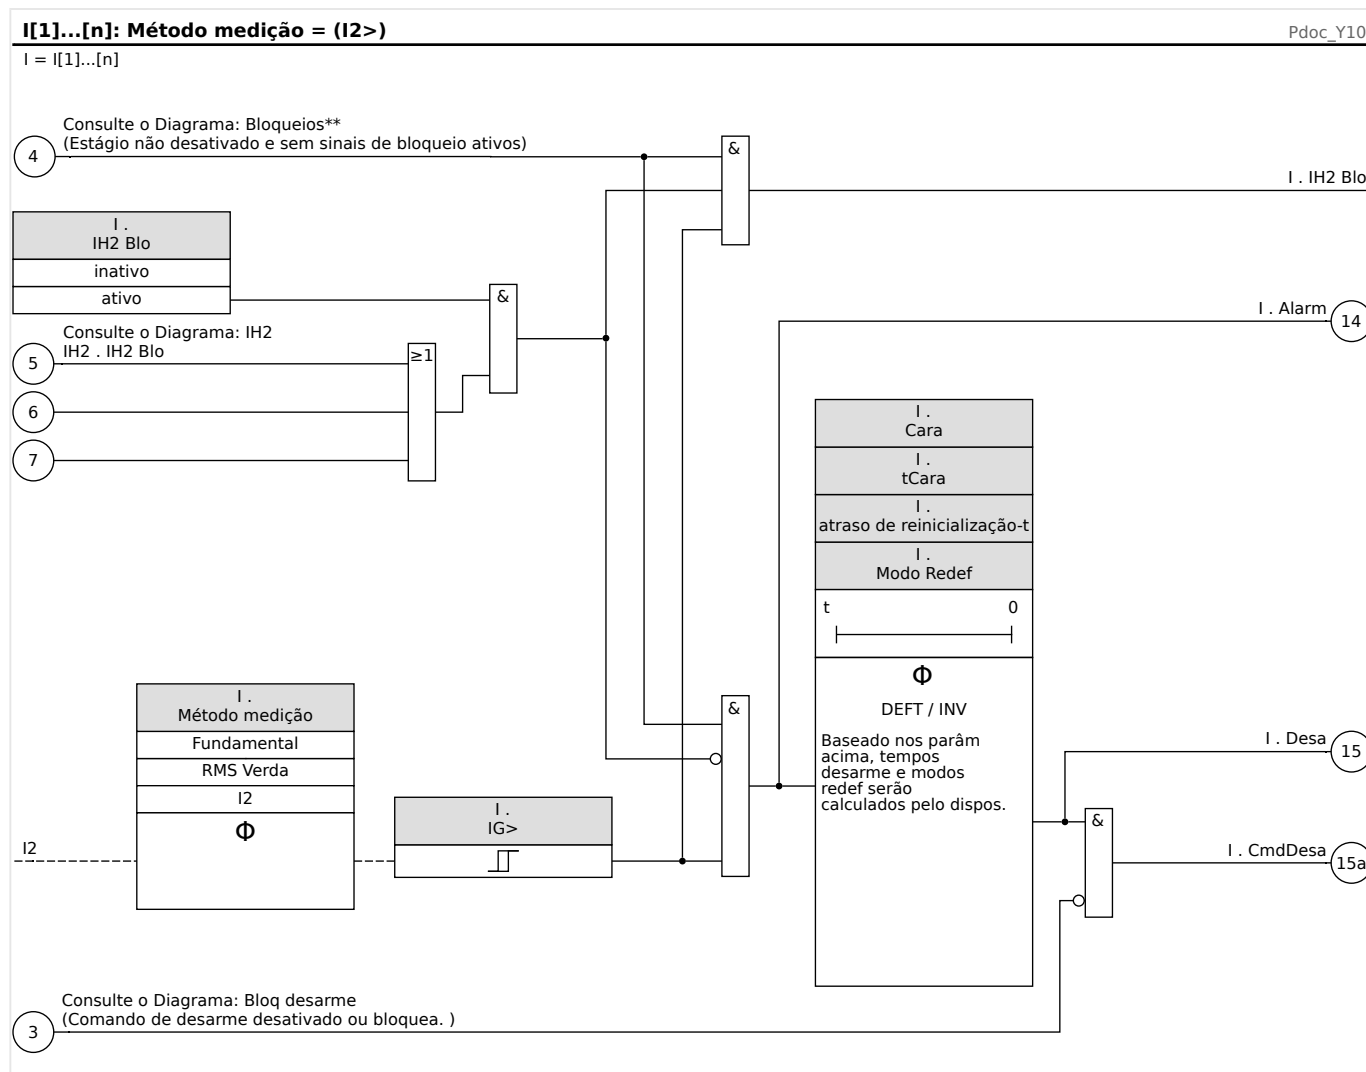 I[1]...[n]: Método medição = (I2>)
Pdoc_Y10
I = I[1]...[n]
Consulte o Diagrama: Bloqueios**
(Estágio não desativado e sem sinais de bloqueio ativos)
4
&
I . IH2 Blo
I .
IH2 Blo
inativo
ativo
&
I . Alarm
14
Consulte o Diagrama: IH2
IH2 . IH2 Blo
5
≥1
6
7
I .
Cara
I .
tCara
I .
atraso de reinicialização-t
I .
Modo Redef
t
0
Φ
DEFT / INV
Baseado nos parâm
acima, tempos
desarme e modos
redef serão
calculados pelo dispos.
I .
Método medição
Fundamental
RMS Verda
I2
Φ
I2
I .
IG>
&
I . Desa
15
&
I . CmdDesa
15a
Consulte o Diagrama: Bloq desarme
(Comando de desarme desativado ou bloquea. )
3